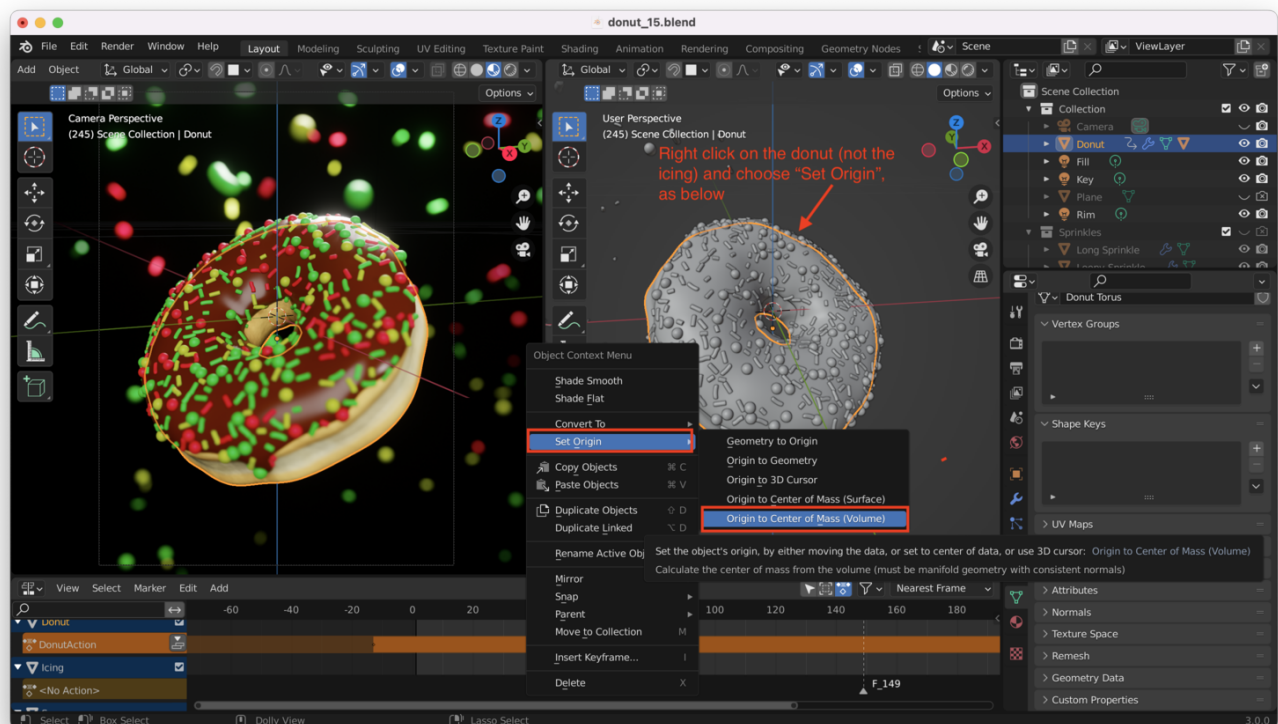 donut_15.blend
File Edit Render Window Help Layout Modeling Sculpting UV Editing Texture Paint Shading Animation Rendering Compositing Geometry Nodes Scene ViewLayer
Add Object Global Global
Options Options
Camera Perspective
(245) Scene Collection | Donut
Z
Y
X
User Perspective
(245) Scene Collection | Donut
Z
Y
X
Right click on the donut (not the
icing) and choose “Set Origin”,
as below
Scene Collection
Collection
Camera
Donut
Fill
Key
Plane
Rim
Sprinkles
Long Sprinkle
Donut Torus
Vertex Groups
Shape Keys
UV Maps
Attributes
Normals
Texture Space
Remesh
Geometry Data
Custom Properties
Object Context Menu
Shade Smooth
Shade Flat
Convert To
Set Origin
Copy Objects ⌘ C
Paste Objects ⌘ V
Duplicate Objects ⇧ D
Duplicate Linked ⌥ D
Rename Active Obj
Mirror
Snap
Parent
Move to Collection M
Insert Keyframe... I
Delete X
Geometry to Origin
Origin to Geometry
Origin to 3D Cursor
Origin to Center of Mass (Surface)
Origin to Center of Mass (Volume)
Set the object's origin, by either moving the data, or set to center of data, or use 3D cursor: Origin to Center of Mass (Volume)
Calculate the center of mass from the volume (must be manifold geometry with consistent normals)
View Select Marker Edit Add Nearest Frame
-60 -40 -20 0 20 100 120 140 160 180
Donut
DonutAction
Icing
<No Action>
F_149
Select Box Select Dolly View Lasso Select 3.0.0